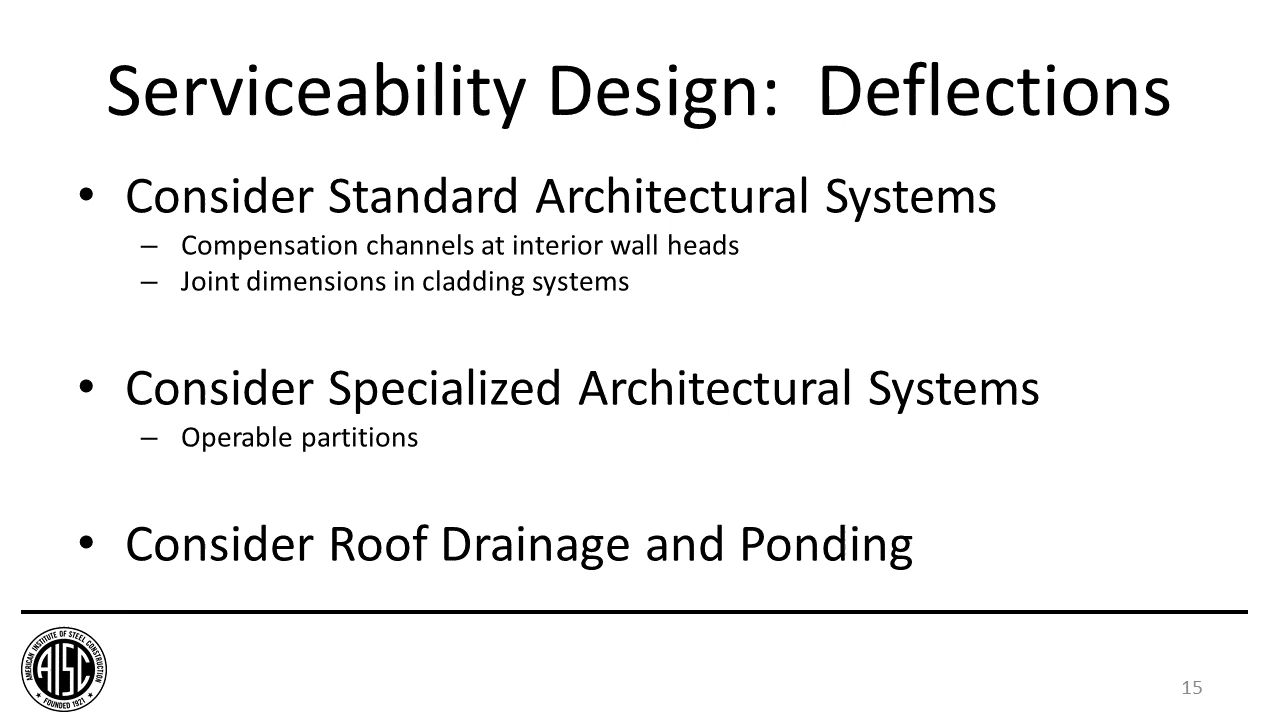 Serviceability Design:  Deflections
• Consider Standard Architectural Systems
– Compensation channels at interior wall heads
– Joint dimensions in cladding systems
• Consider Specialized Architectural Systems
– Operable partitions
• Consider Roof Drainage and Ponding
AMERICAN INSTITUTE OF STEEL CONSTRUCTION
AISC
★ FOUNDED 1921 ★
15